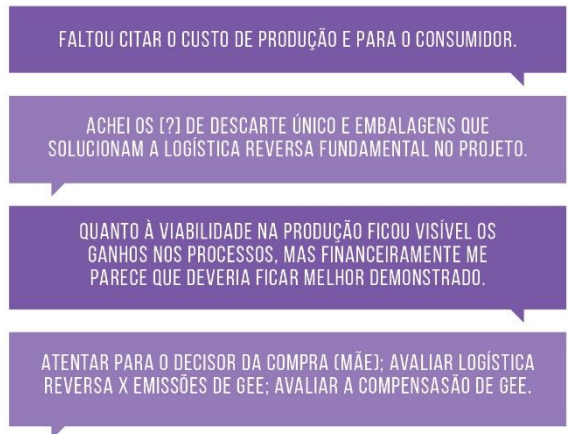 FALTOU CITAR O CUSTO DE PRODUÇÃO E PARA O CONSUMIDOR.
ACHEI OS [?] DE DESCARTE ÚNICO E EMBALAGENS QUE
SOLUCIONAM A LOGÍSTICA REVERSA FUNDAMENTAL NO PROJETO.
QUANTO À VIABILIDADE NA PRODUÇÃO FICOU VISÍVEL OS
GANHOS NOS PROCESSOS, MAS FINANCEIRAMENTE ME
PARECE QUE DEVERIA FICAR MELHOR DEMONSTRADO.
ATENTAR PARA O DECISOR DA COMPRA (MÃE); AVALIAR LOGÍSTICA
REVERSA X EMISSÕES DE GEE; AVALIAR A COMPENSASÃO DE GEE.